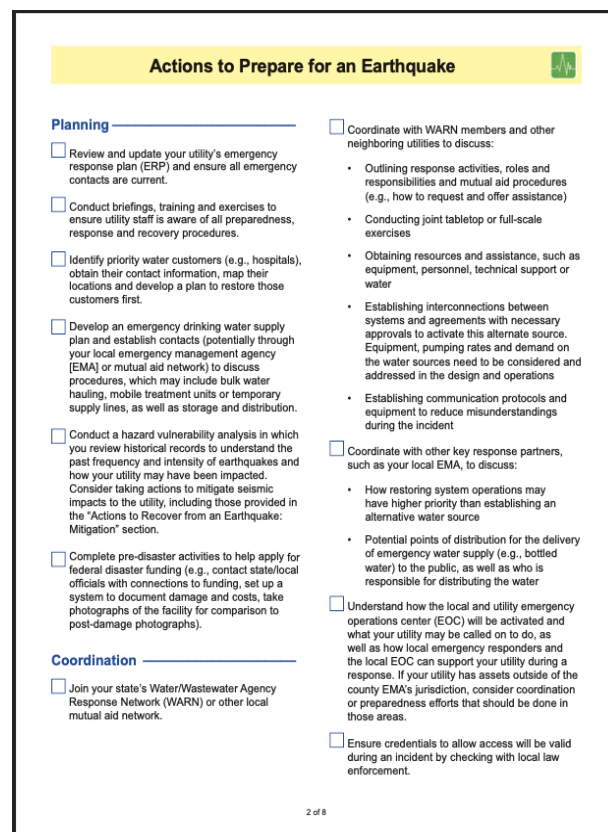 Actions to Prepare for an Earthquake
Planning
Review and update your utility's emergency
response plan (ERP) and ensure all emergency
contacts are current.
Conduct briefings, training and exercises to
ensure utility staff is aware of all preparedness,
response and recovery procedures.
Identify priority water customers (e.g., hospitals),
obtain their contact information, map their
locations and develop a plan to restore those
customers first.
Develop an emergency drinking water supply
plan and establish contacts (potentially through
your local emergency management agency
[EMA] or mutual aid network) to discuss
procedures, which may include bulk water
hauling, mobile treatment units or temporary
supply lines, as well as storage and distribution.
Conduct a hazard vulnerability analysis in which
you review historical records to understand the
past frequency and intensity of earthquakes and
how your utility may have been impacted.
Consider taking actions to mitigate seismic
impacts to the utility, including those provided in
the "Actions to Recover from an Earthquake:
Mitigation" section.
Complete pre-disaster activities to help apply for
federal disaster funding (e.g., contact state/local
officials with connections to funding, set up a
system to document damage and costs, take
photographs of the facility for comparison to
post-damage photographs).
Coordination
Join your state's Water/Wastewater Agency
Response Network (WARN) or other local
mutual aid network.
Coordinate with WARN members and other
neighboring utilities to discuss:
• Outlining response activities, roles and
responsibilities and mutual aid procedures
(e.g., how to request and offer assistance)
• Conducting joint tabletop or full-scale
exercises
• Obtaining resources and assistance, such as
equipment, personnel, technical support or
water
• Establishing interconnections between
systems and agreements with necessary
approvals to activate this alternate source.
Equipment, pumping rates and demand on
the water sources need to be considered and
addressed in the design and operations
• Establishing communication protocols and
equipment to reduce misunderstandings
during the incident
Coordinate with other key response partners,
such as your local EMA, to discuss:
• How restoring system operations may
have higher priority than establishing an
alternative water source
• Potential points of distribution for the delivery
of emergency water supply (e.g., bottled
water) to the public, as well as who is
responsible for distributing the water
Understand how the local and utility emergency
operations center (EOC) will be activated and
what your utility may be called on to do, as
well as how local emergency responders and
the local EOC can support your utility during a
response. If your utility has assets outside of the
county EMA's jurisdiction, consider coordination
or preparedness efforts that should be done in
those areas.
Ensure credentials to allow access will be valid
during an incident by checking with local law
enforcement.
2 of 8